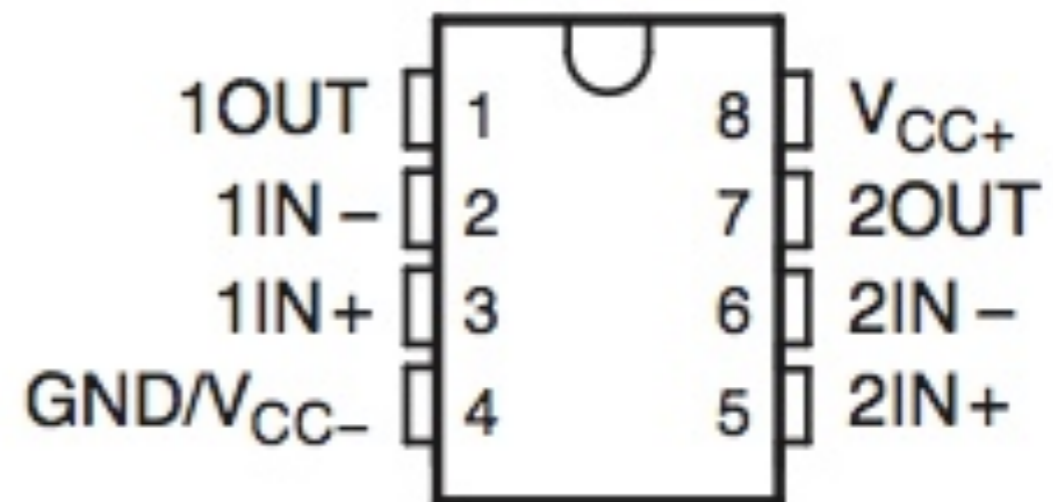 1OUT 1 8 VCC+
1IN – 2 7 2OUT
1IN + 3 6 2IN –
GND/VCC– 4 5 2IN +